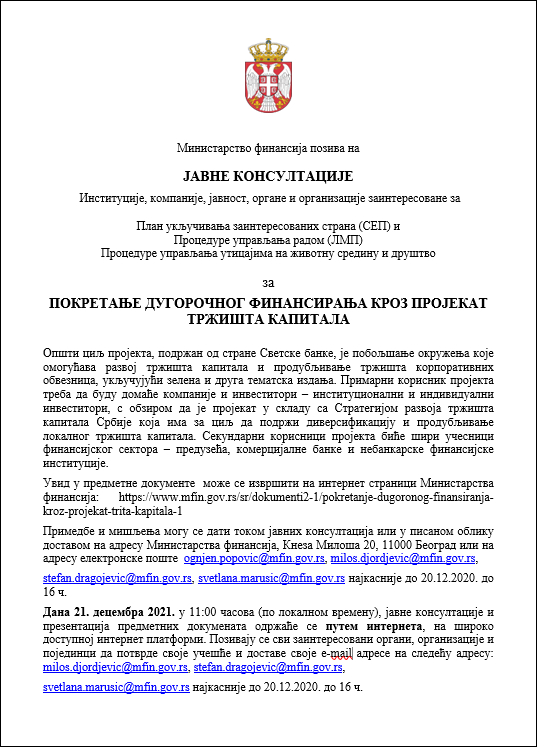 Министарство финансија позива на
ЈАВНЕ КОНСУЛТАЦИЈЕ
Институције, компаније, јавност, органе и организације заинтересоване за
План укључивања заинтересованих страна (СЕП) и
Процедуре управљања радом (ЛМП)
Процедуре управљања утицајима на животну средину и друштво
за
ПОКРЕТАЊЕ ДУГОРОЧНОГ ФИНАНСИРАЊА КРОЗ ПРОЈЕКАТ
ТРЖИШТА КАПИТАЛА
Општи циљ пројекта, подржан од стране Светске банке, је побољшање окружења које
омогућава развој тржишта капитала и продубљивање тржишта корпоративних
обвезница, укључујући зелена и друга тематска издања. Примарни корисник пројекта
треба да буду домаће компаније и инвеститори – институционални и индивидуални
инвеститори, с обзиром да је пројекат у складу са Стратегијом развоја тржишта
капитала Србије која има за циљ да подржи диверсификацију и продубљивање
локалног тржишта капитала. Секундарни корисници пројекта биће шири учесници
финансијског сектора – предузећа, комерцијалне банке и небанкарске финансијске
институције.
Увид у предметне документе може се извршити на интернет страници Министарства
финансија: https://www.mfin.gov.rs/sr/dokumenti2-1/pokretanje-dugoronog-finansiranja-
kroz-projekat-trita-kapitala-1
Примедбе и мишљења могу се дати током јавних консултација или у писаном облику
доставом на адресу Министарства финансија, Кнеза Милоша 20, 11000 Београд или на
адресу електронске поште ognjen.popovic@mfin.gov.rs, milos.djordjevic@mfin.gov.rs,
stefan.dragojevic@mfin.gov.rs, svetlana.marusic@mfin.gov.rs најкасније до 20.12.2020. до
16 ч.
Дана 21. децембра 2021. у 11:00 часова (по локалном времену), јавне консултације и
презентација предметних докумената одржаће се путем интернета, на широко
доступној интернет платформи. Позивају се сви заинтересовани органи, организације и
појединци да потврде своје учешће и доставе своје e-mail адресе на следећу адресу:
milos.djordjevic@mfin.gov.rs, stefan.dragojevic@mfin.gov.rs,
svetlana.marusic@mfin.gov.rs најкасније до 20.12.2020. до 16 ч.